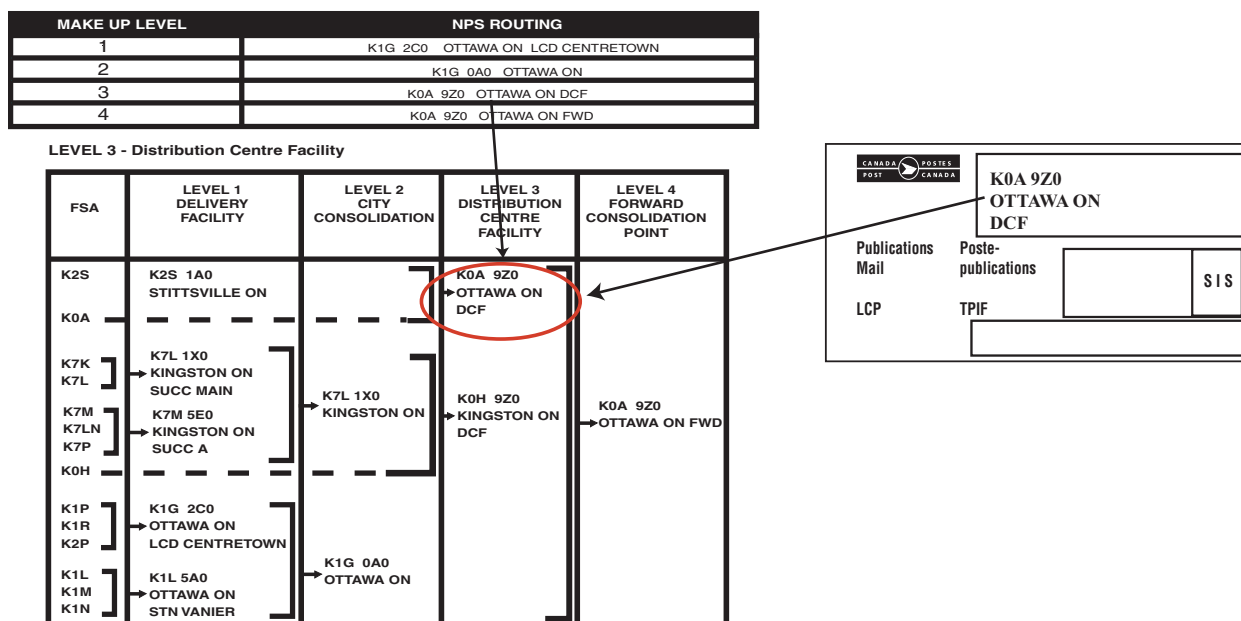 MAKE UP LEVEL NPS ROUTING
1 K1G 2C0 OTTAWA ON LCD CENTRETOWN
2 K1G 0A0 OTTAWA ON
3 K0A 9Z0 OTTAWA ON DCF
4 K0A 9Z0 OTTAWA ON FWD
LEVEL 3 - Distribution Centre Facility
FSA
LEVEL 1
DELIVERY
FACILITY
LEVEL 2
CITY
CONSOLIDATION
LEVEL 3
DISTRIBUTION
CENTRE
FACILITY
LEVEL 4
FORWARD
CONSOLIDATION
POINT
K2S
K0A
K2S 1A0
STITTSVILLE ON
K0A 9Z0
OTTAWA ON
DCF
K7K
K7L
K7L 1X0
KINGSTON ON
SUCC MAIN
K7M
K7LN
K7P
K7M 5E0
KINGSTON ON
SUCC A
K0H
K7L 1X0
KINGSTON ON
K0H 9Z0
KINGSTON ON
DCF
K0A 9Z0
OTTAWA ON FWD
K1P
K1R
K2P
K1G 2C0
OTTAWA ON
LCD CENTRETOWN
K1L
K1M
K1N
K1L 5A0
OTTAWA ON
STN VANIER
K1G 0A0
OTTAWA ON
CANADA POSTES
POST CANADA
K0A 9Z0
OTTAWA ON
DCF
Publications
Mail
Poste-
publications
LCP
TPIF
SIS